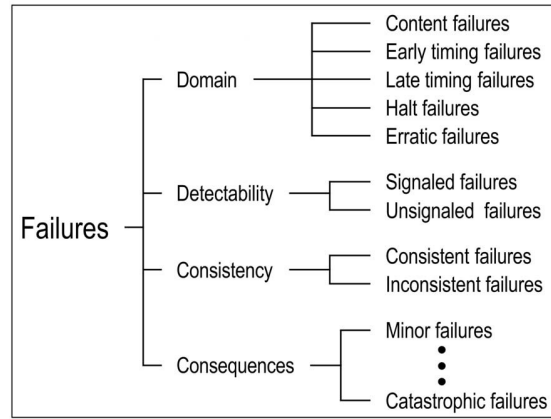 Failures
Domain
Content failures
Early timing failures
Late timing failures
Halt failures
Erratic failures
Detectability
Signaled failures
Unsignaled failures
Consistency
Consistent failures
Inconsistent failures
Consequences
Minor failures
Catastrophic failures